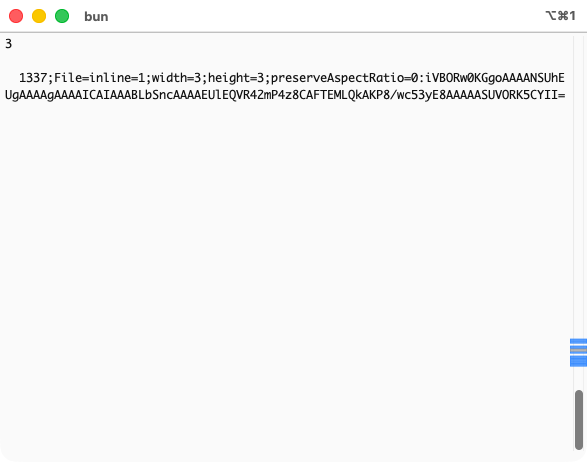 bun
⌥⌘1
3
1337;File=inline=1;width=3;height=3;preserveAspectRatio=0:iVBORw0KGgoAAAANSUhE
UgAAAAgAAAAICAIAAABLbSncAAAAEUlEQVR42mP4z8CAFTEMLQkAKP8/wc53yE8AAAAASUVORK5CYII=